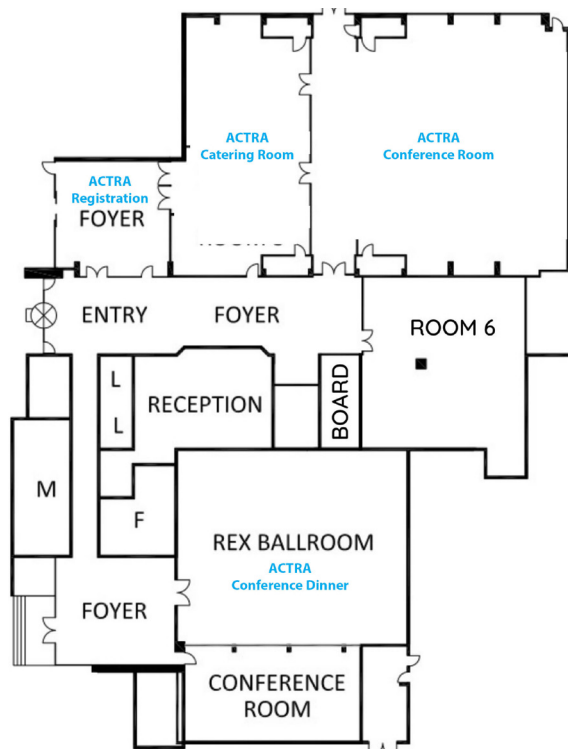 ACTRA
Catering Room
ACTRA
Conference Room
ACTRA
Registration
FOYER
ENTRY
FOYER
ROOM 6
L
L
RECEPTION
BOARD
M
F
REX BALLROOM
ACTRA
Conference Dinner
FOYER
CONFERENCE
ROOM